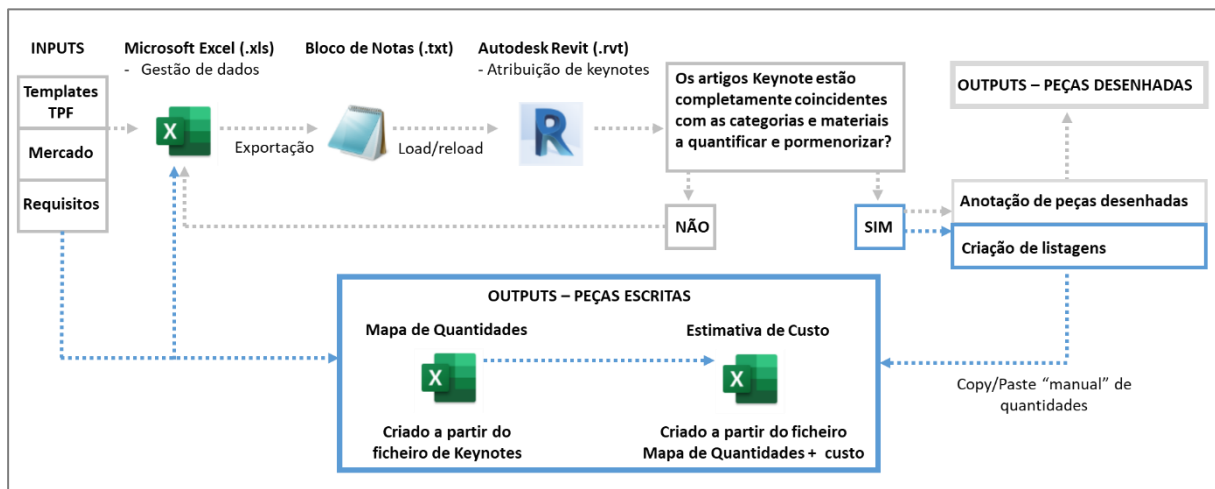 INPUTS
Templates
TPF
Mercado
Requisitos
Microsoft Excel (.xls)
- Gestão de dados
X
Exportação
Bloco de Notas (.txt)
Load/reload
Autodesk Revit (.rvt)
- Atribuição de keynotes
R
Os artigos Keynote estão
completamente coincidentes
com as categorias e materiais
a quantificar e pormenorizar?
NÃO
SIM
OUTPUTS – PEÇAS DESENHADAS
Anotação de peças desenhadas
Criação de listagens
Copy/Paste “manual” de
quantidades
OUTPUTS – PEÇAS ESCRITAS
Mapa de Quantidades
X
Criado a partir do
ficheiro de Keynotes
Estimativa de Custo
X
Criado a partir do ficheiro
Mapa de Quantidades + custo